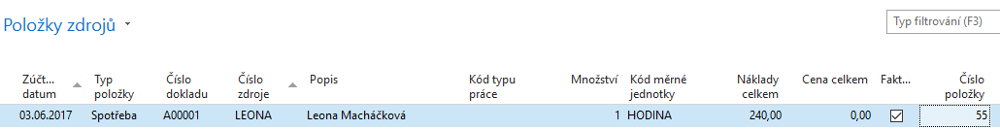 Položky zdrojů
Typ filtrování (F3)
Zúčt... datum Typ položky Číslo dokladu Číslo zdroje Popis Kód typu práce Množství Kód měrné jednotky Náklady celkem Cena celkem Fakt... Číslo položky
03.06.2017 Spotřeba A00001 LEONA Leona Macháčková 1 HODINA 240,00 0,00 55